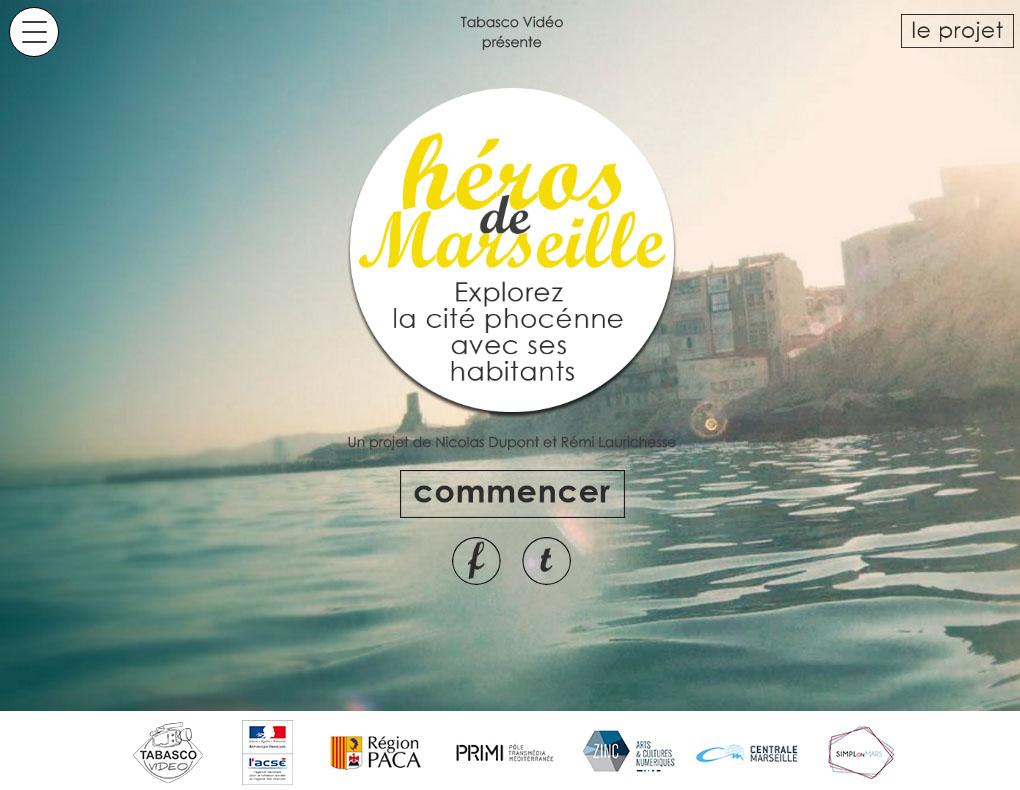 Tabasco Vidéo
présente
le projet
héros
de
Marseille
Explorez
la cité phocénne
avec ses
habitants
Un projet de Nicolas Dupont et Rémi Laurichesse
commencer
f t
TABASCO
VIDEO
RÉPUBLIQUE FRANÇAISE
l'acsé
Région
PACA
PRIMI
PÔLE
TRANSMÉDIA
MÉDITERRANÉE
ZINC
ARTS
& CULTURES
NUMÉRIQUES
CENTRALE
MARSEILLE
SIMPLonMARS